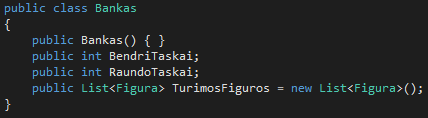 public class Bankas
{
    public Bankas() { }
    public int BendriTaskai;
    public int RaundoTaskai;
    public List<Figura> TurimosFiguros = new List<Figura>();
}